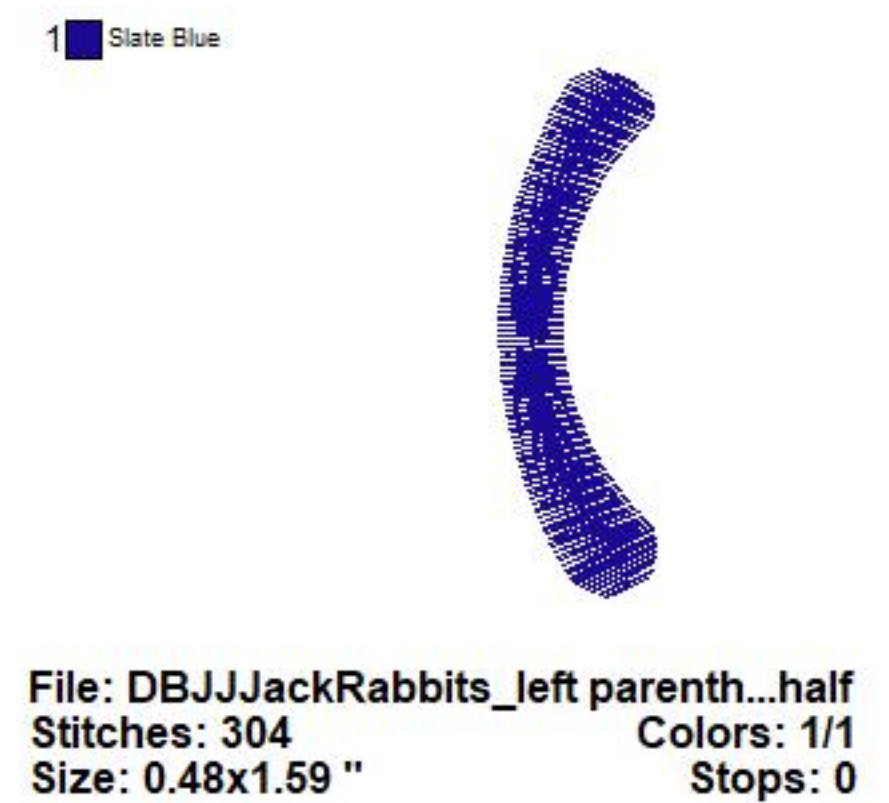 1 Slate Blue
File: DBJJJackRabbits_left parenth...half
Stitches: 304 Colors: 1/1
Size: 0.48x1.59 " Stops: 0